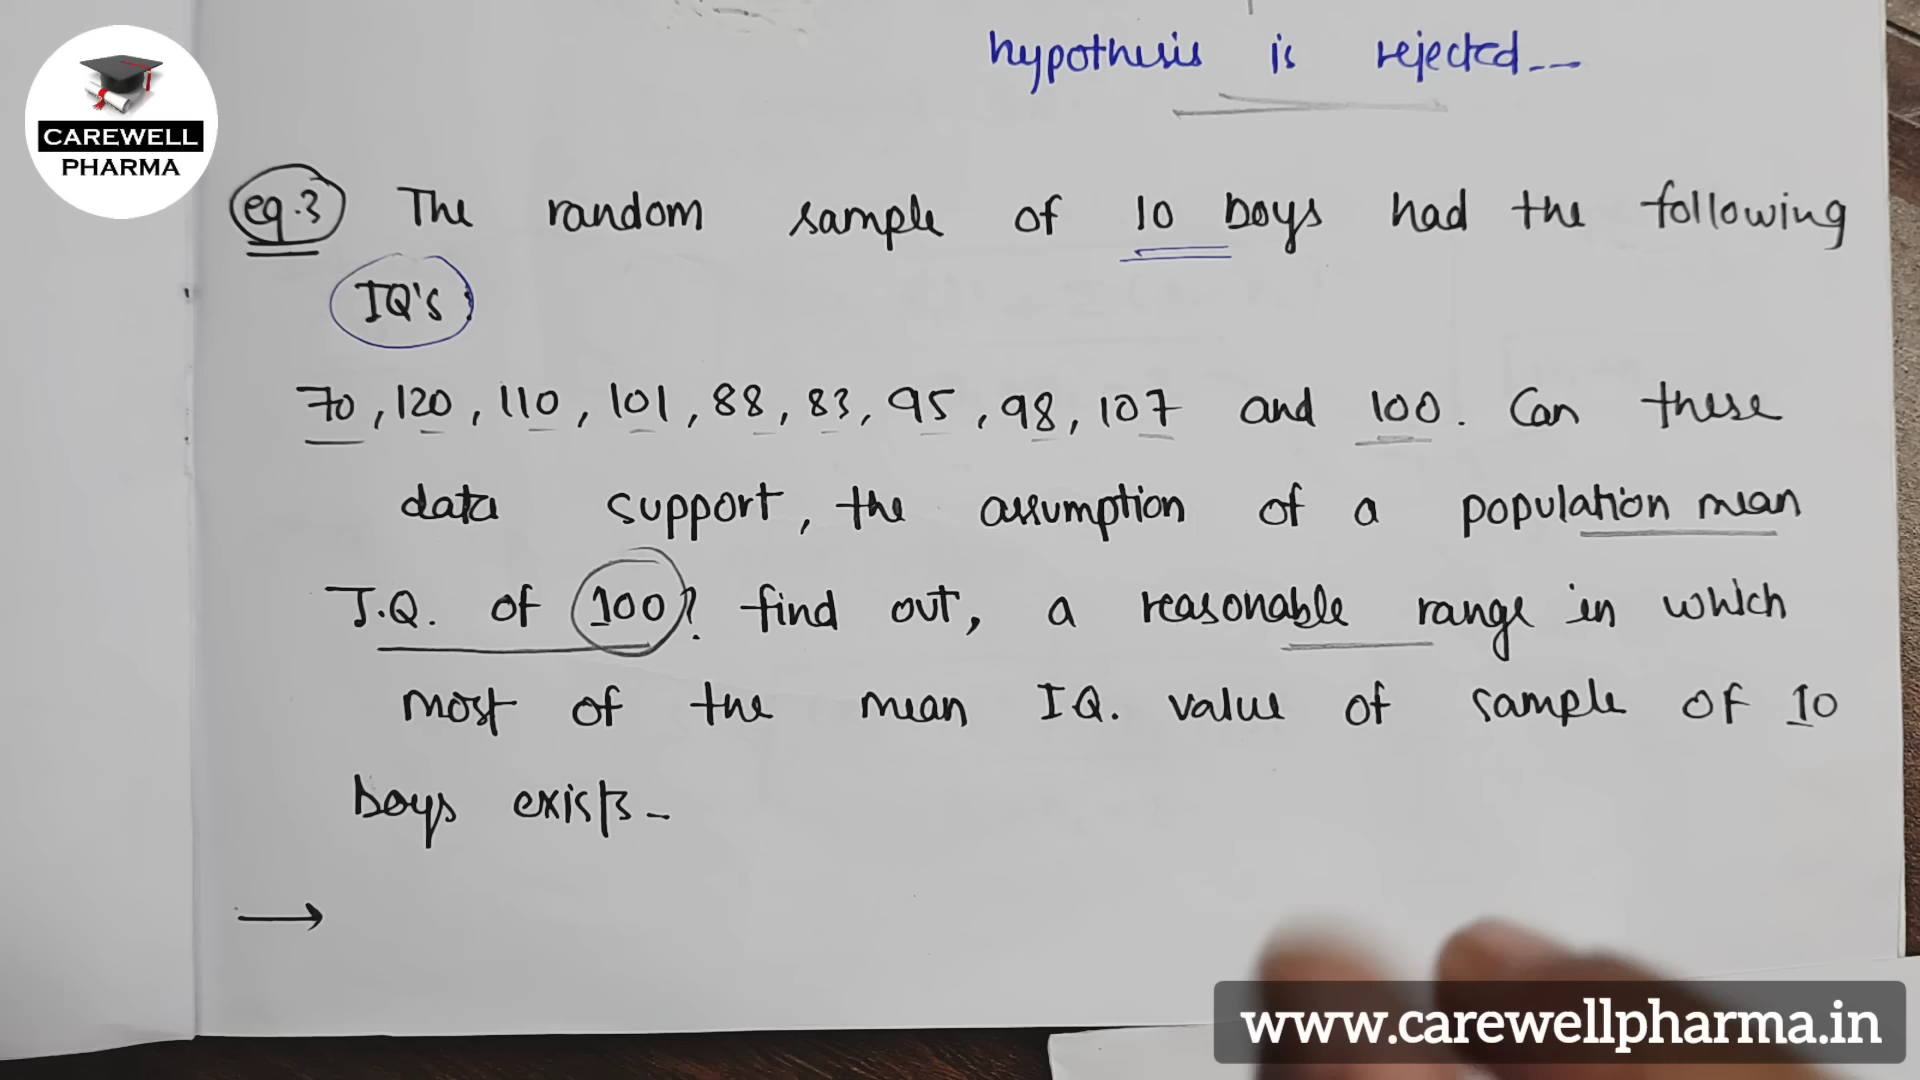 hypothesis is rejected--
CAREWELL
PHARMA
eg.3 The random sample of 10 boys had the following
IQ's:
70, 120, 110, 101, 88, 83, 95, 98, 107 and 100. Can these
data support, the assumption of a population mean
I.Q. of 100? find out, a reasonable range in which
most of the mean IQ. value of sample of 10
boys exists-
www.carewellpharma.in